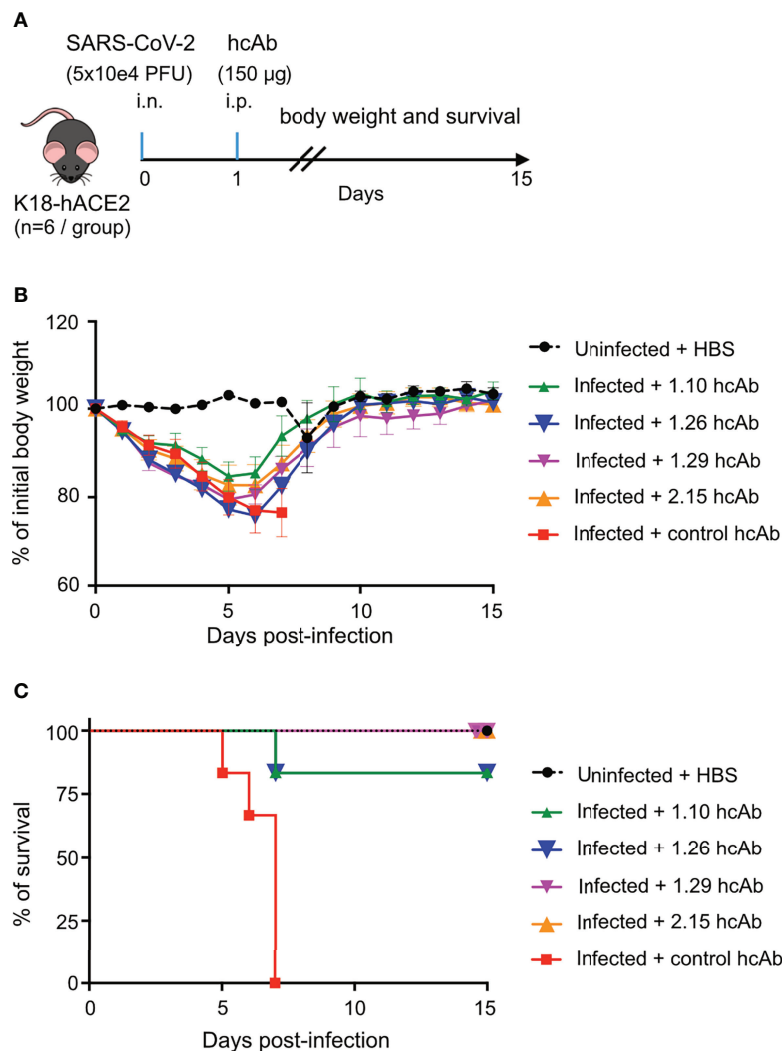 A
SARS-CoV-2 hcAb
(5x10e4 PFU) (150 µg)
i.n. i.p.
body weight and survival
0 1 15
Days
K18-hACE2
(n=6 / group)
B
120
100
80
60
% of initial body weight
0 5 10 15
Days post-infection
Uninfected + HBS
Infected + 1.10 hcAb
Infected + 1.26 hcAb
Infected + 1.29 hcAb
Infected + 2.15 hcAb
Infected + control hcAb
C
100
75
50
25
0
% of survival
0 5 10 15
Days post-infection
Uninfected + HBS
Infected + 1.10 hcAb
Infected + 1.26 hcAb
Infected + 1.29 hcAb
Infected + 2.15 hcAb
Infected + control hcAb